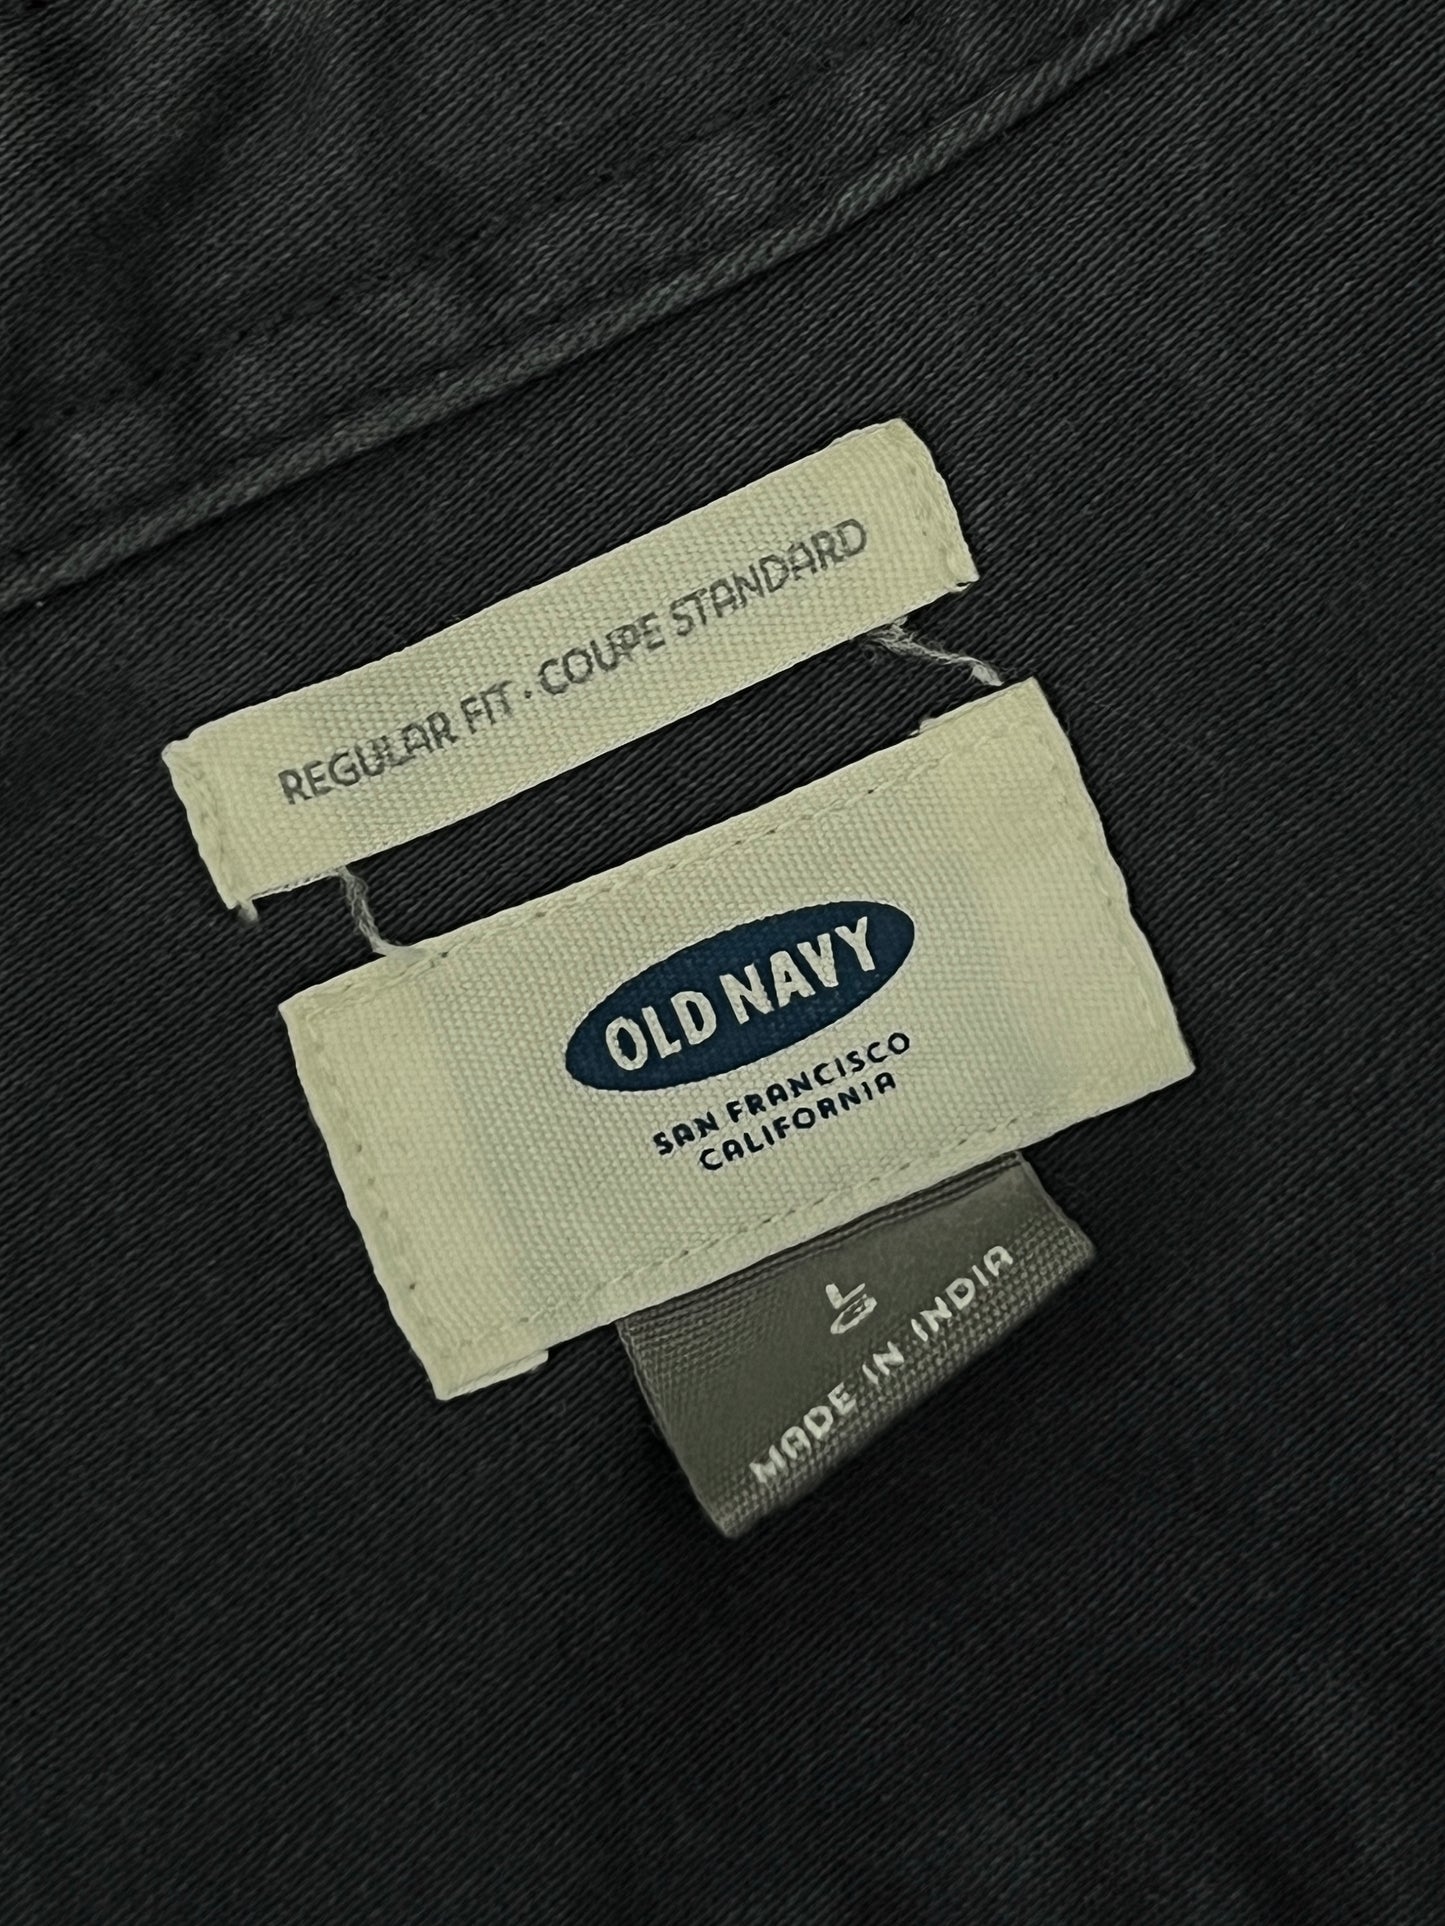 REGULAR FIT · COUPE STANDARD
OLD NAVY
SAN FRANCISCO
CALIFORNIA
L
G
MADE IN INDIA